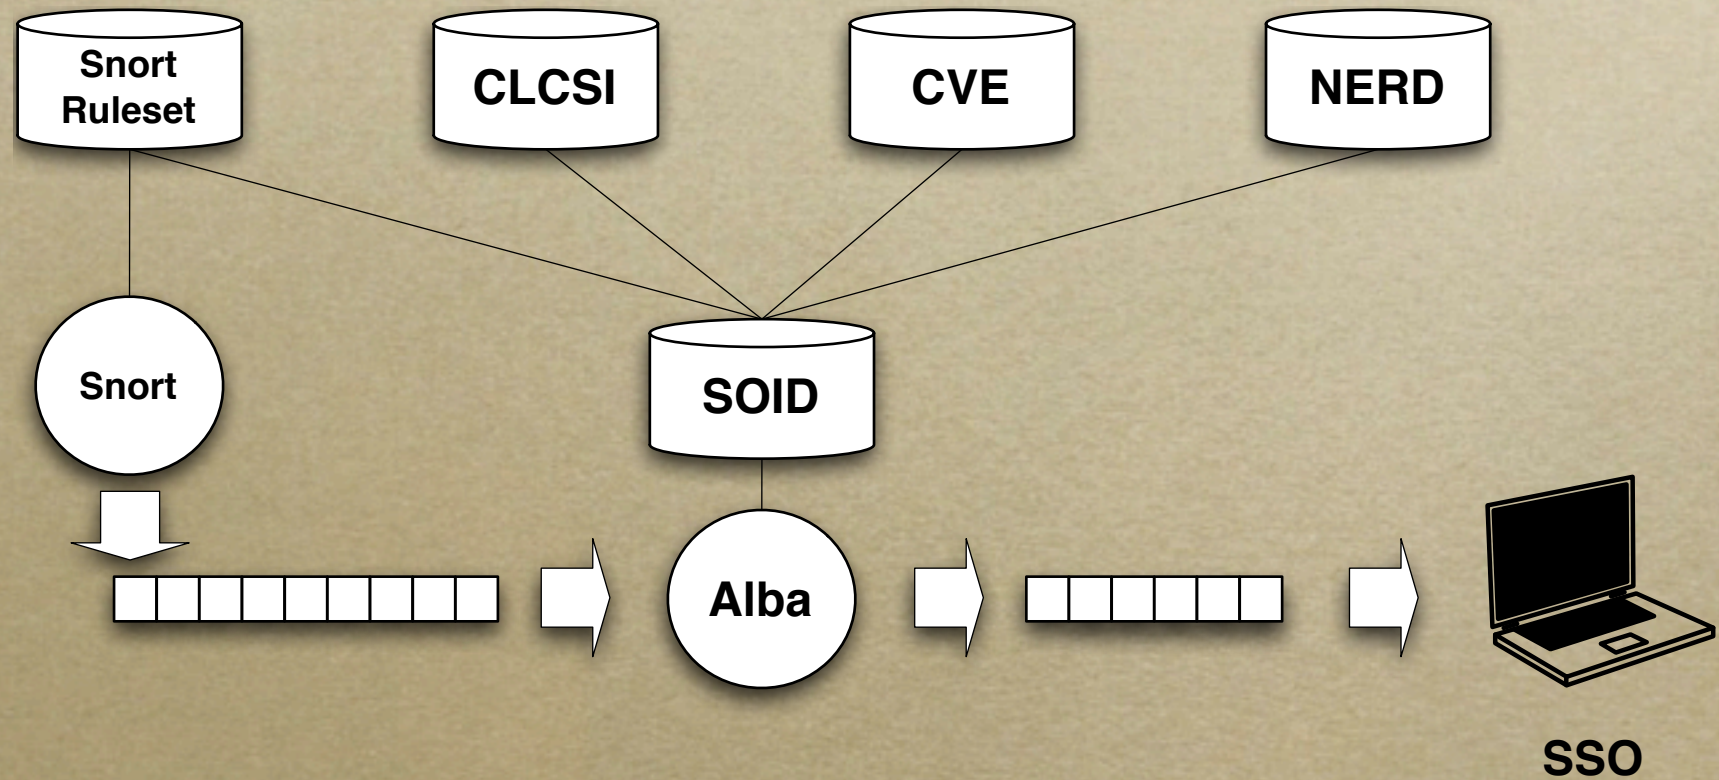 Snort
Ruleset
CLCSI
CVE
NERD
Snort
SOID
Alba
SSO